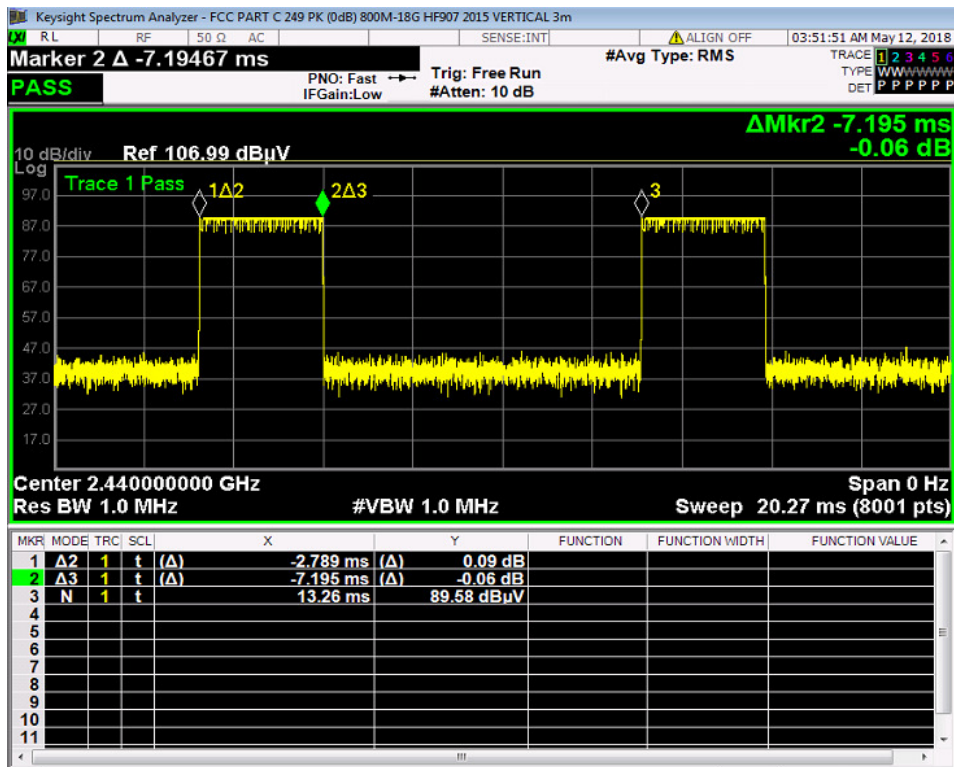 Keysight Spectrum Analyzer - FCC PART C 249 PK (0dB) 800M-18G HF907 2015 VERTICAL 3m
LXI RL RF 50 Ω AC SENSE:INT ALIGN OFF 03:51:51 AM May 12, 2018
Marker 2 Δ -7.19467 ms
PASS
PNO: Fast
IFGain:Low
Trig: Free Run
#Atten: 10 dB
#Avg Type: RMS
TRACE 1 2 3 4 5 6
TYPE WWWWWW
DET P P P P P P
ΔMkr2 -7.195 ms
-0.06 dB
10 dB/div Ref 106.99 dBµV
Log
Trace 1 Pass
1Δ2
2Δ3
3
97.0
87.0
77.0
67.0
57.0
47.0
37.0
27.0
17.0
Center 2.440000000 GHz Span 0 Hz
Res BW 1.0 MHz #VBW 1.0 MHz Sweep 20.27 ms (8001 pts)
MKR MODE TRC SCL X Y FUNCTION FUNCTION WIDTH FUNCTION VALUE
1 Δ2 1 t (Δ) -2.789 ms (Δ) 0.09 dB
2 Δ3 1 t (Δ) -7.195 ms (Δ) -0.06 dB
3 N 1 t 13.26 ms 89.58 dBµV
4
5
6
7
8
9
10
11